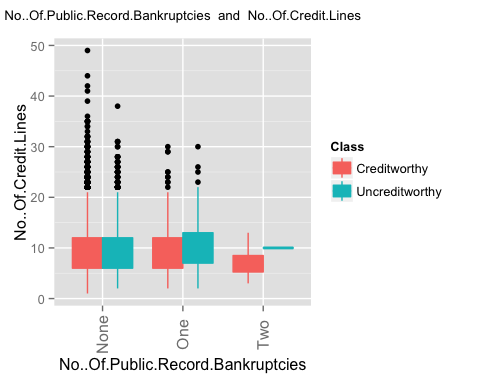 No..Of.Public.Record.Bankruptcies and No..Of.Credit.Lines
50
40
30
20
10
0
No..Of.Credit.Lines
None
One
Two
No..Of.Public.Record.Bankruptcies
Class
Creditworthy
Uncreditworthy